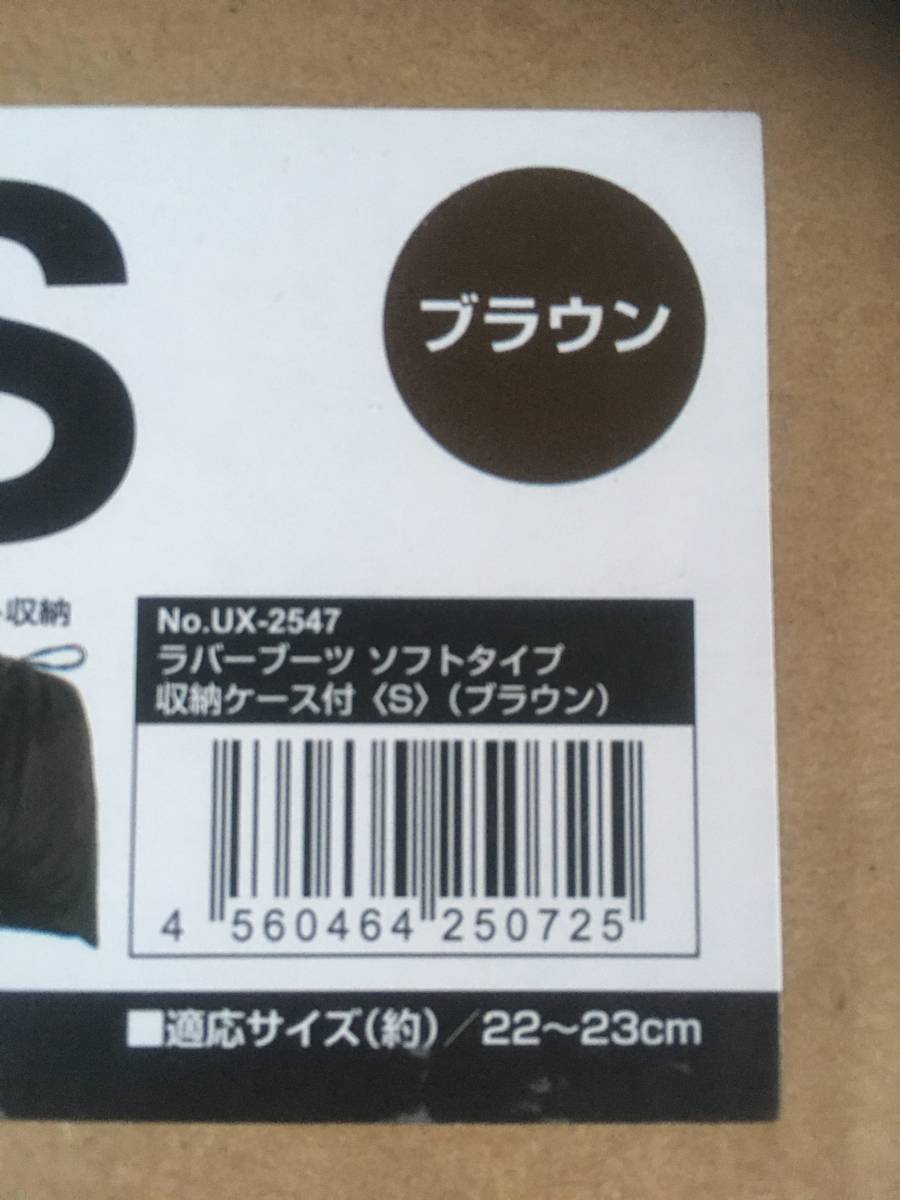 S
ブラウン
収納
No.UX-2547
ラバーブーツ ソフトタイプ
収納ケース付〈S〉(ブラウン)
4 560464 250725
■適応サイズ(約)／22〜23cm